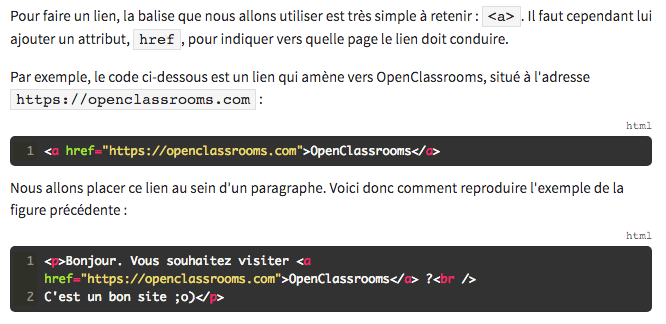 Pour faire un lien, la balise que nous allons utiliser est très simple à retenir : <a> . Il faut cependant lui
ajouter un attribut, href , pour indiquer vers quelle page le lien doit conduire.
Par exemple, le code ci-dessous est un lien qui amène vers OpenClassrooms, situé à l'adresse
https://openclassrooms.com :
html
1 <a href="https://openclassrooms.com">OpenClassrooms</a>
Nous allons placer ce lien au sein d'un paragraphe. Voici donc comment reproduire l'exemple de la
figure précédente :
html
1 <p>Bonjour. Vous souhaitez visiter <a
href="https://openclassrooms.com">OpenClassrooms</a> ?<br />
2 C'est un bon site ;o)</p>